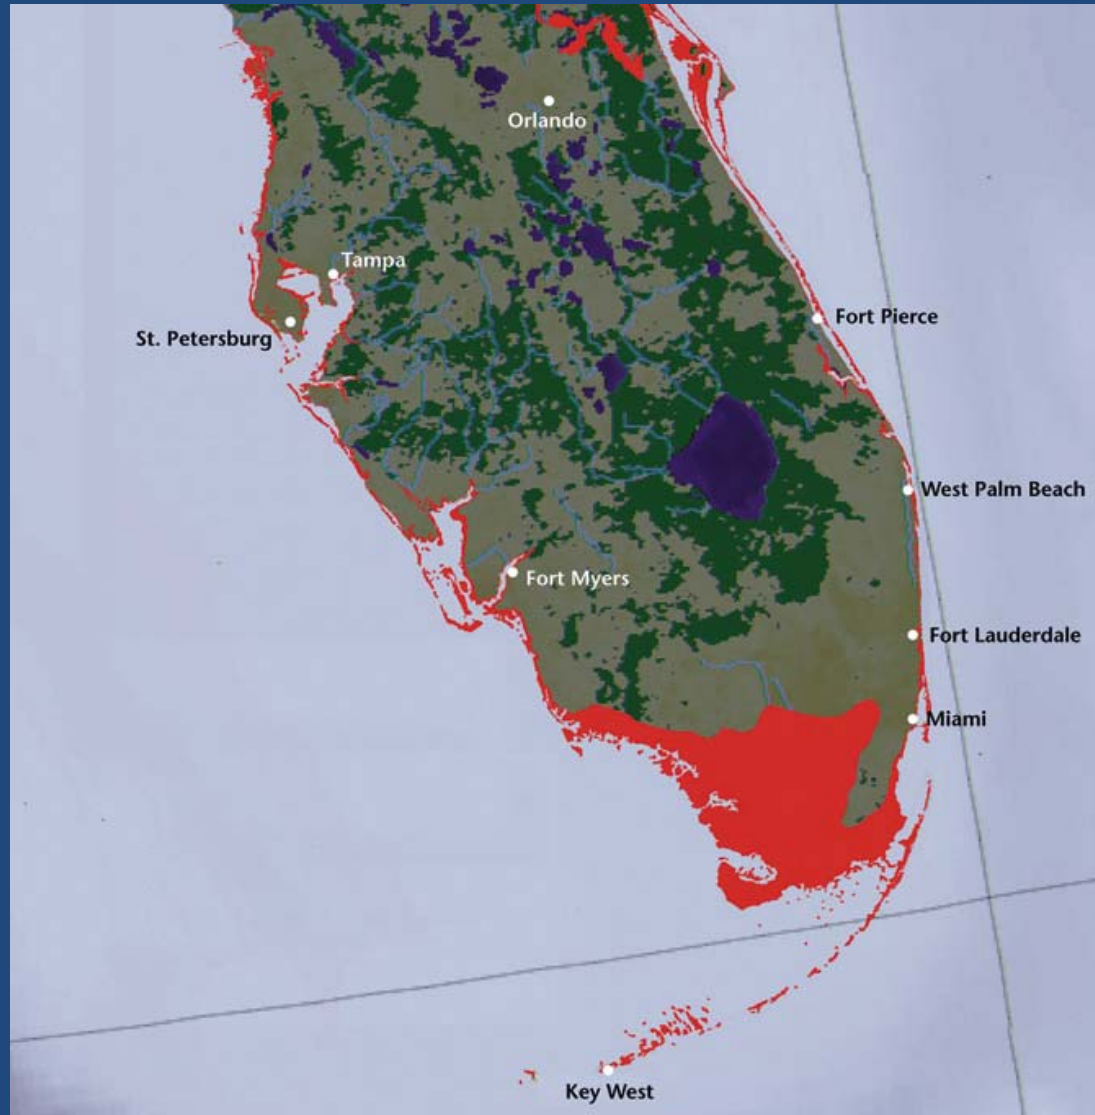 Orlando
Tampa
Fort Pierce
St. Petersburg
West Palm Beach
Fort Myers
Fort Lauderdale
Miami
Key West